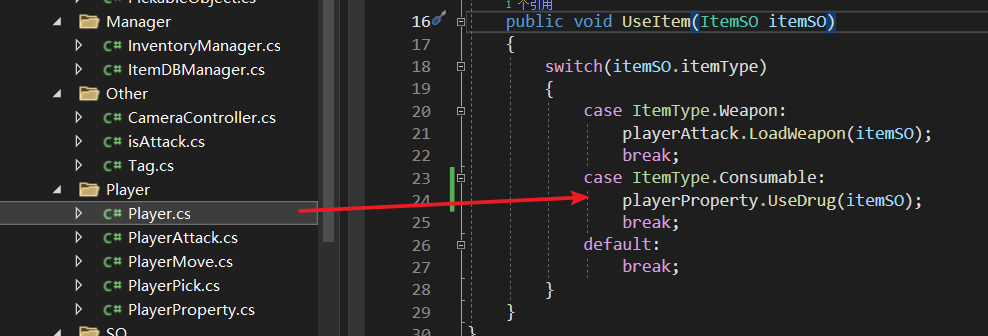 PickableObject.cs
Manager
C# InventoryManager.cs
C# ItemDBManager.cs
Other
C# CameraController.cs
C# isAttack.cs
C# Tag.cs
Player
C# Player.cs
C# PlayerAttack.cs
C# PlayerMove.cs
C# PlayerPick.cs
C# PlayerProperty.cs
SO
1 个引用
16 public void UseItem(ItemSO itemSO)
17 {
18 switch(itemSO.itemType)
19 {
20 case ItemType.Weapon:
21 playerAttack.LoadWeapon(itemSO);
22 break;
23 case ItemType.Consumable:
24 playerProperty.UseDrug(itemSO);
25 break;
26 default:
27 break;
28 }
29 }
30 }